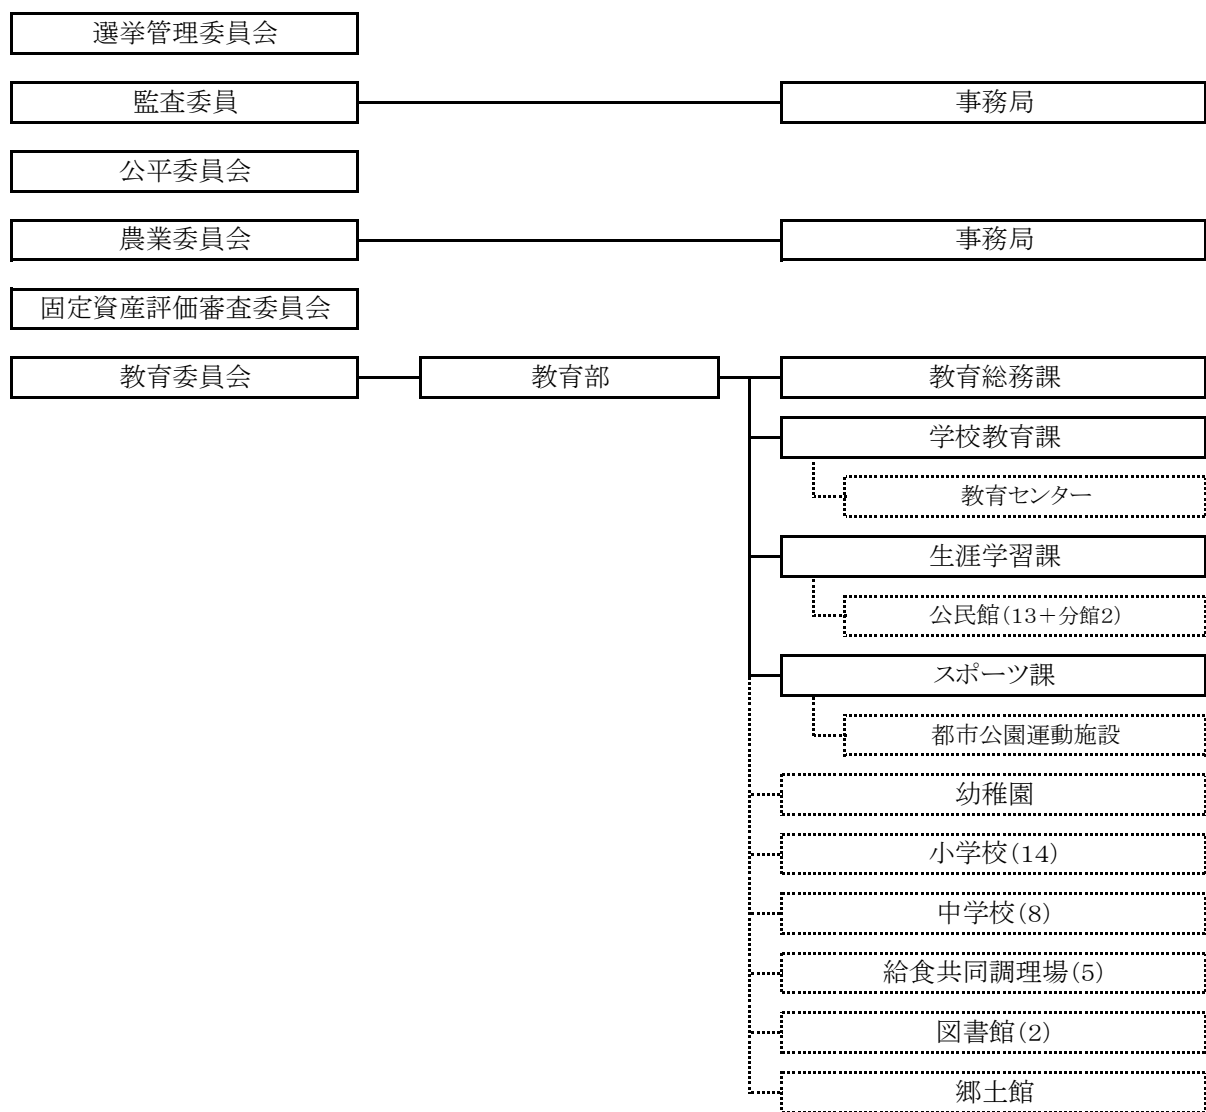 選挙管理委員会
監査委員
事務局
公平委員会
農業委員会
事務局
固定資産評価審査委員会
教育委員会
教育部
教育総務課
学校教育課
教育センター
生涯学習課
公民館(13＋分館2)
スポーツ課
都市公園運動施設
幼稚園
小学校(14)
中学校(8)
給食共同調理場(5)
図書館(2)
郷土館